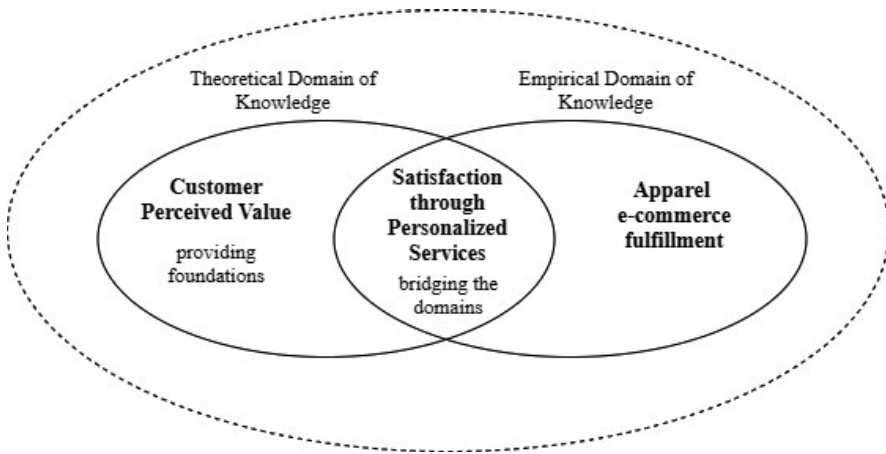 Theoretical Domain of
Knowledge
Empirical Domain of
Knowledge
Customer
Perceived Value
providing
foundations
Satisfaction
through
Personalized
Services
bridging the
domains
Apparel
e-commerce
fulfillment